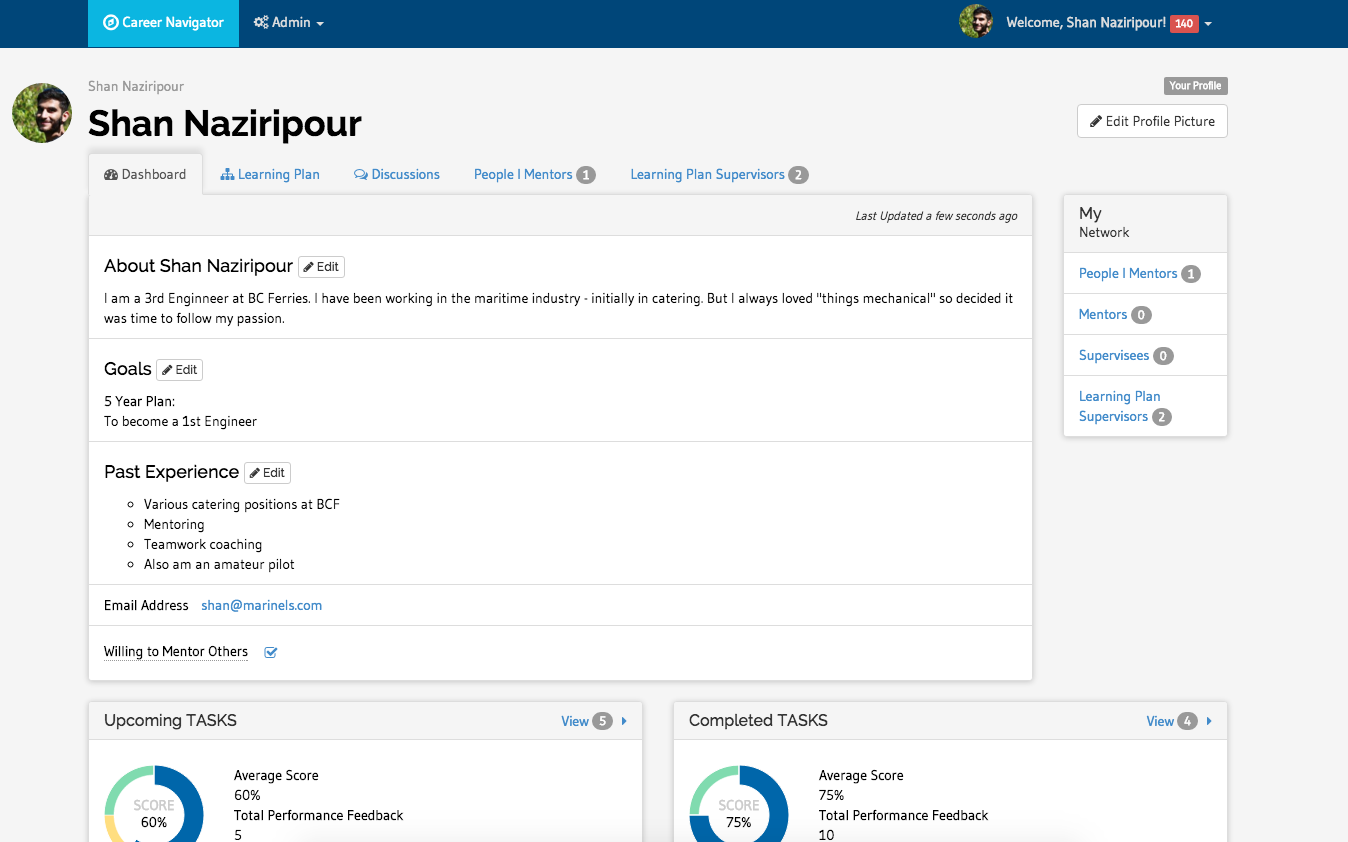 Career Navigator
Admin
Welcome, Shan Naziripour! 140
Shan Naziripour
Your Profile
Shan Naziripour
Edit Profile Picture
Dashboard
Learning Plan
Discussions
People I Mentors 1
Learning Plan Supervisors 2
Last Updated a few seconds ago
About Shan Naziripour Edit
I am a 3rd Enginneer at BC Ferries. I have been working in the maritime industry - initially in catering. But I always loved "things mechanical" so decided it
was time to follow my passion.
Goals Edit
5 Year Plan:
To become a 1st Engineer
Past Experience Edit
Various catering positions at BCF
Mentoring
Teamwork coaching
Also am an amateur pilot
Email Address shan@marinels.com
Willing to Mentor Others
My
Network
People I Mentors 1
Mentors 0
Supervisees 0
Learning Plan
Supervisors 2
Upcoming TASKS
View 5
SCORE
60%
Average Score
60%
Total Performance Feedback
5
Completed TASKS
View 4
SCORE
75%
Average Score
75%
Total Performance Feedback
10